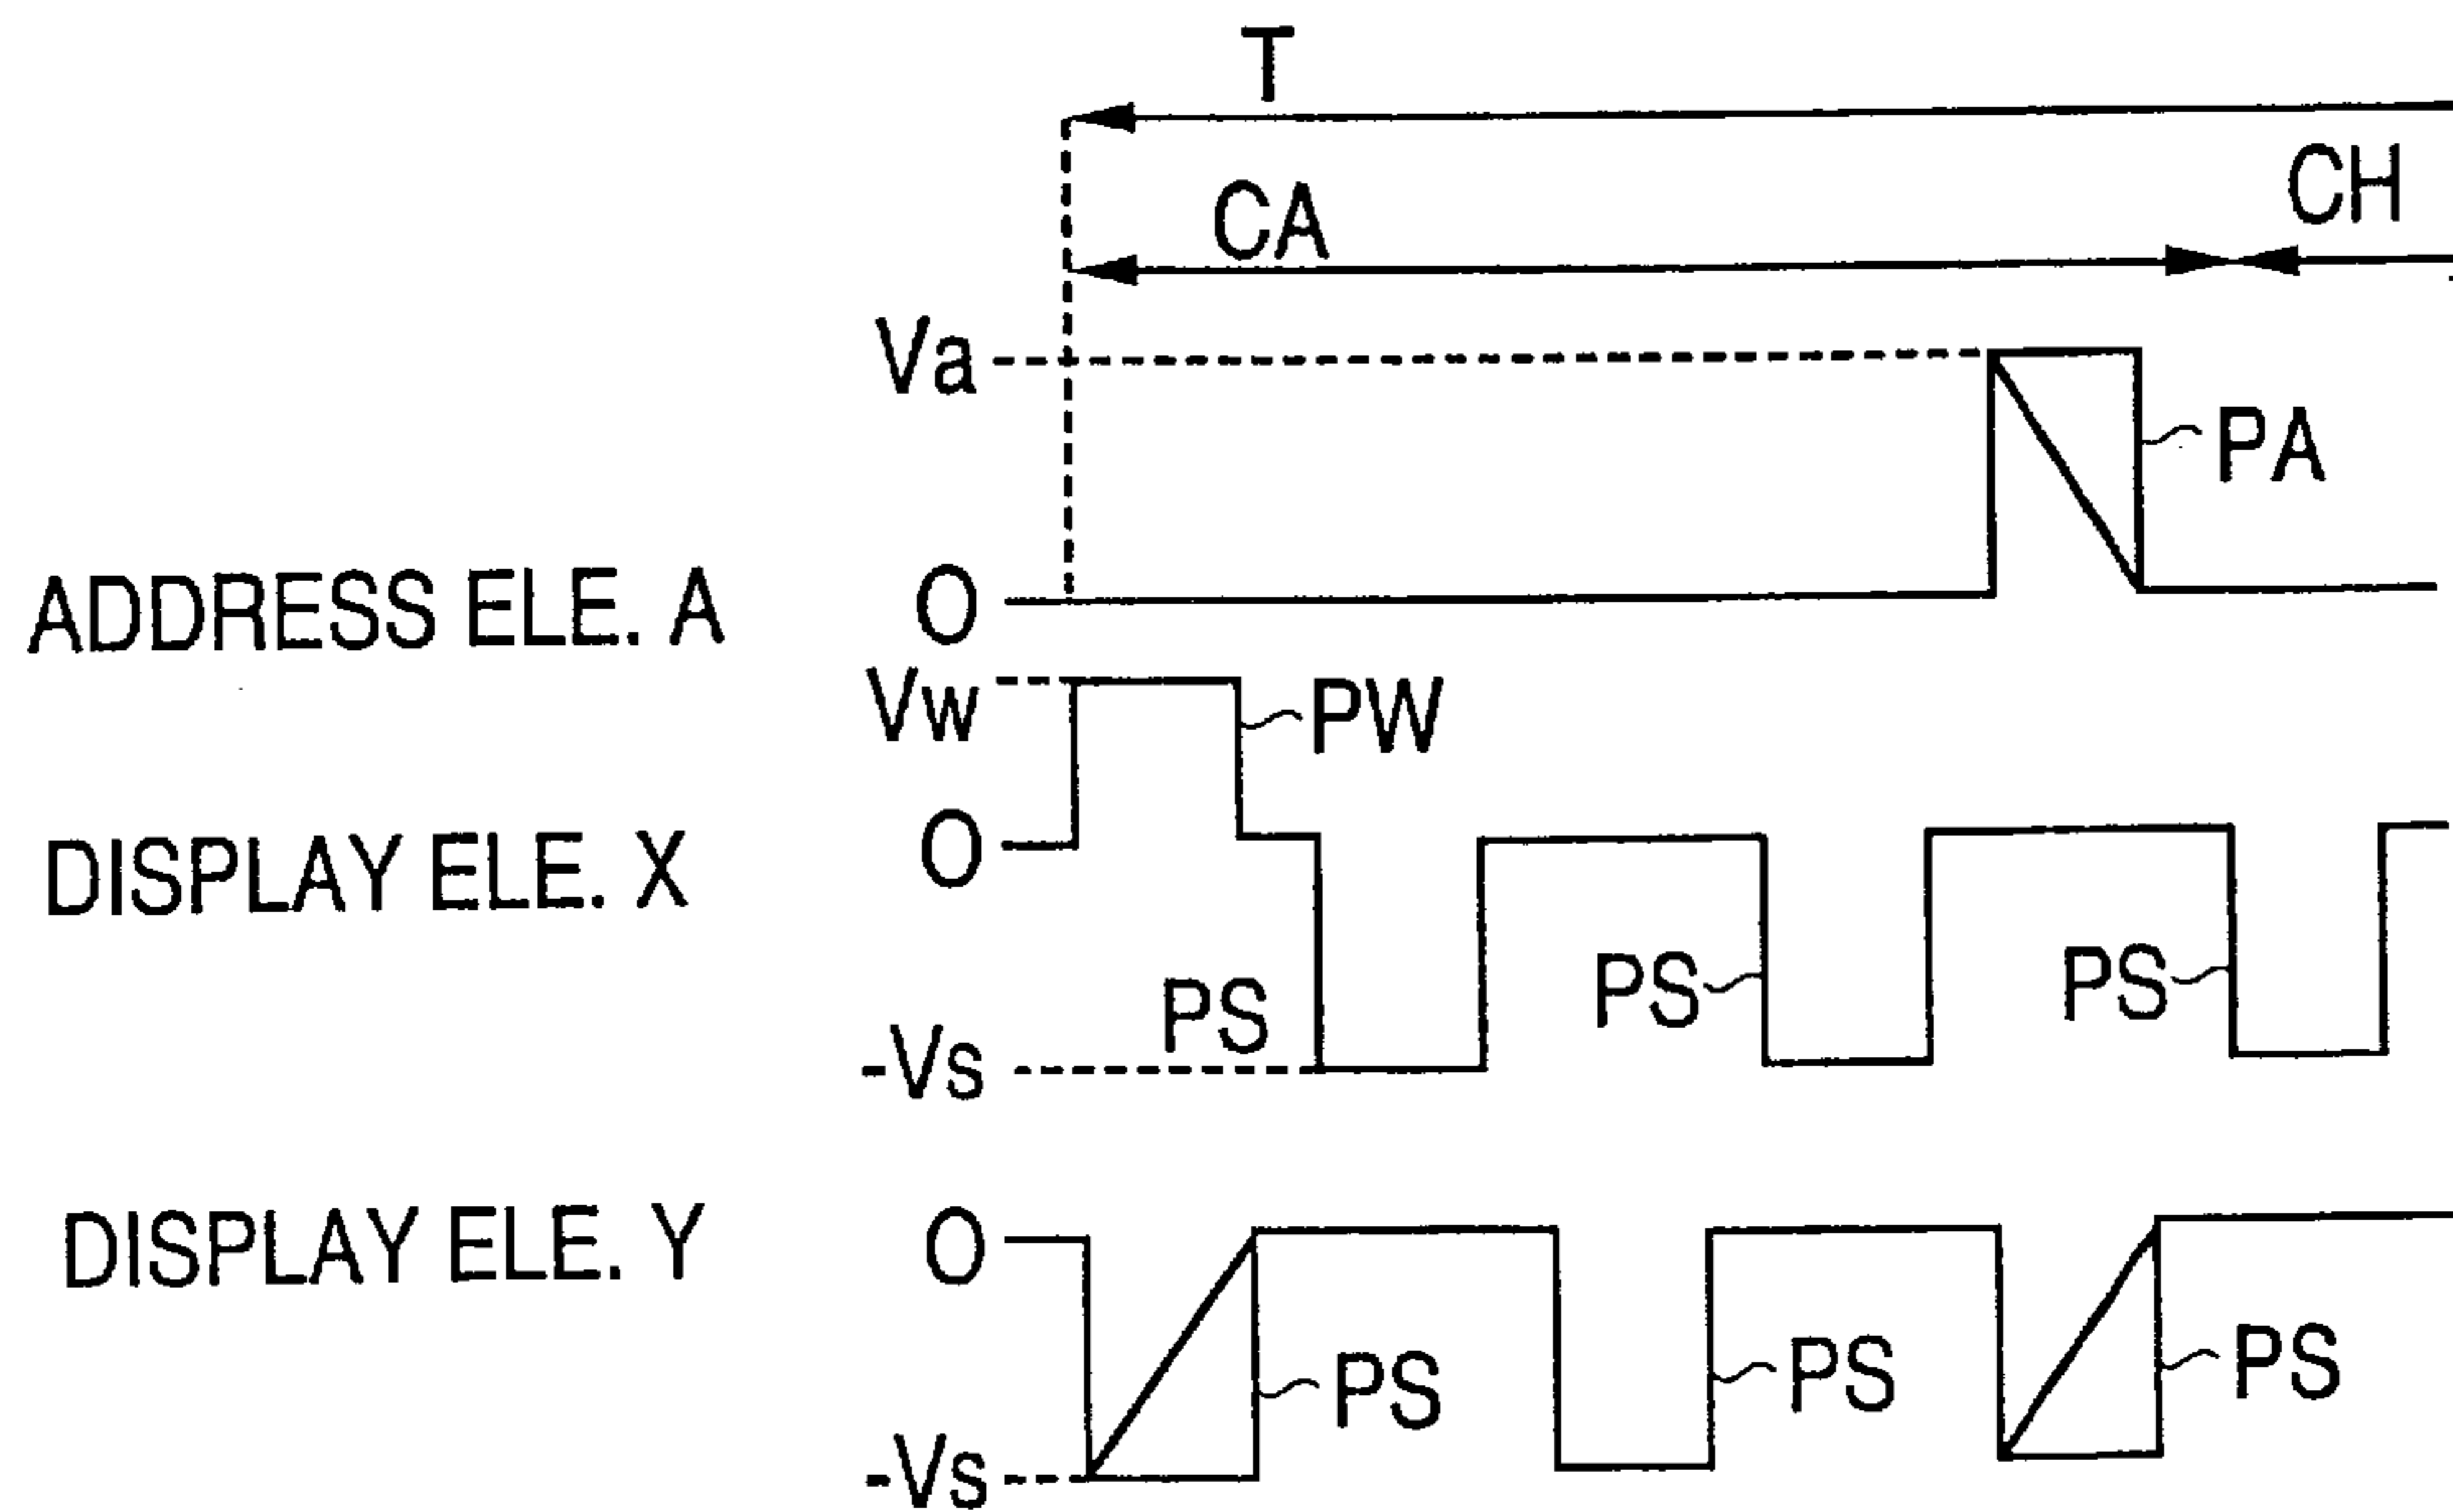 T
CA
CH
Va
PA
ADDRESS ELE. A
O
Vw
PW
DISPLAY ELE. X
O
PS
PS
PS
-Vs
DISPLAY ELE. Y
O
PS
PS
PS
-Vs